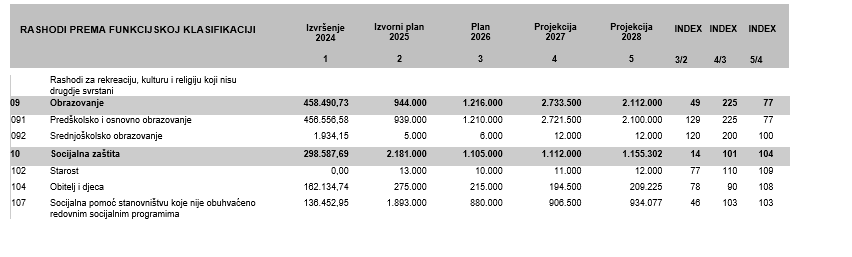 RASHODI PREMA FUNKCIJSKOJ KLASIFIKACIJI Izvršenje 2024 Izvorni plan 2025 Plan 2026 Projekcija 2027 Projekcija 2028 INDEX INDEX INDEX
1 2 3 4 5 3/2 4/3 5/4
Rashodi za rekreaciju, kulturu i religiju koji nisu
drugdje svrstani
09 Obrazovanje 458.490,73 944.000 1.216.000 2.733.500 2.112.000 49 225 77
091 Predškolsko i osnovno obrazovanje 456.556,58 939.000 1.210.000 2.721.500 2.100.000 129 225 77
092 Srednjoškolsko obrazovanje 1.934,15 5.000 6.000 12.000 12.000 120 200 100
10 Socijalna zaštita 298.587,69 2.181.000 1.105.000 1.112.000 1.155.302 14 101 104
102 Starost 0,00 13.000 10.000 11.000 12.000 77 110 109
104 Obitelj i djeca 162.134,74 275.000 215.000 194.500 209.225 78 90 108
107 Socijalna pomoć stanovništvu koje nije obuhvaćeno 136.452,95 1.893.000 880.000 906.500 934.077 46 103 103
redovnim socijalnim programima